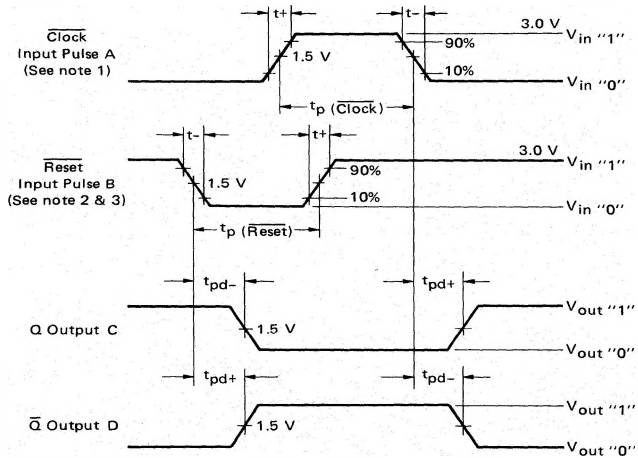 t+
t−
Clock
Input Pulse A
(See note 1)
1.5 V
3.0 V
90%
10%
Vin "1"
Vin "0"
tp (Clock)
t−
t+
Reset
Input Pulse B
(See note 2 & 3)
1.5 V
3.0 V
90%
10%
Vin "1"
Vin "0"
tp (Reset)
tpd−
tpd+
Q Output C
1.5 V
Vout "1"
Vout "0"
tpd+
tpd−
Q̅ Output D
1.5 V
Vout "1"
Vout "0"